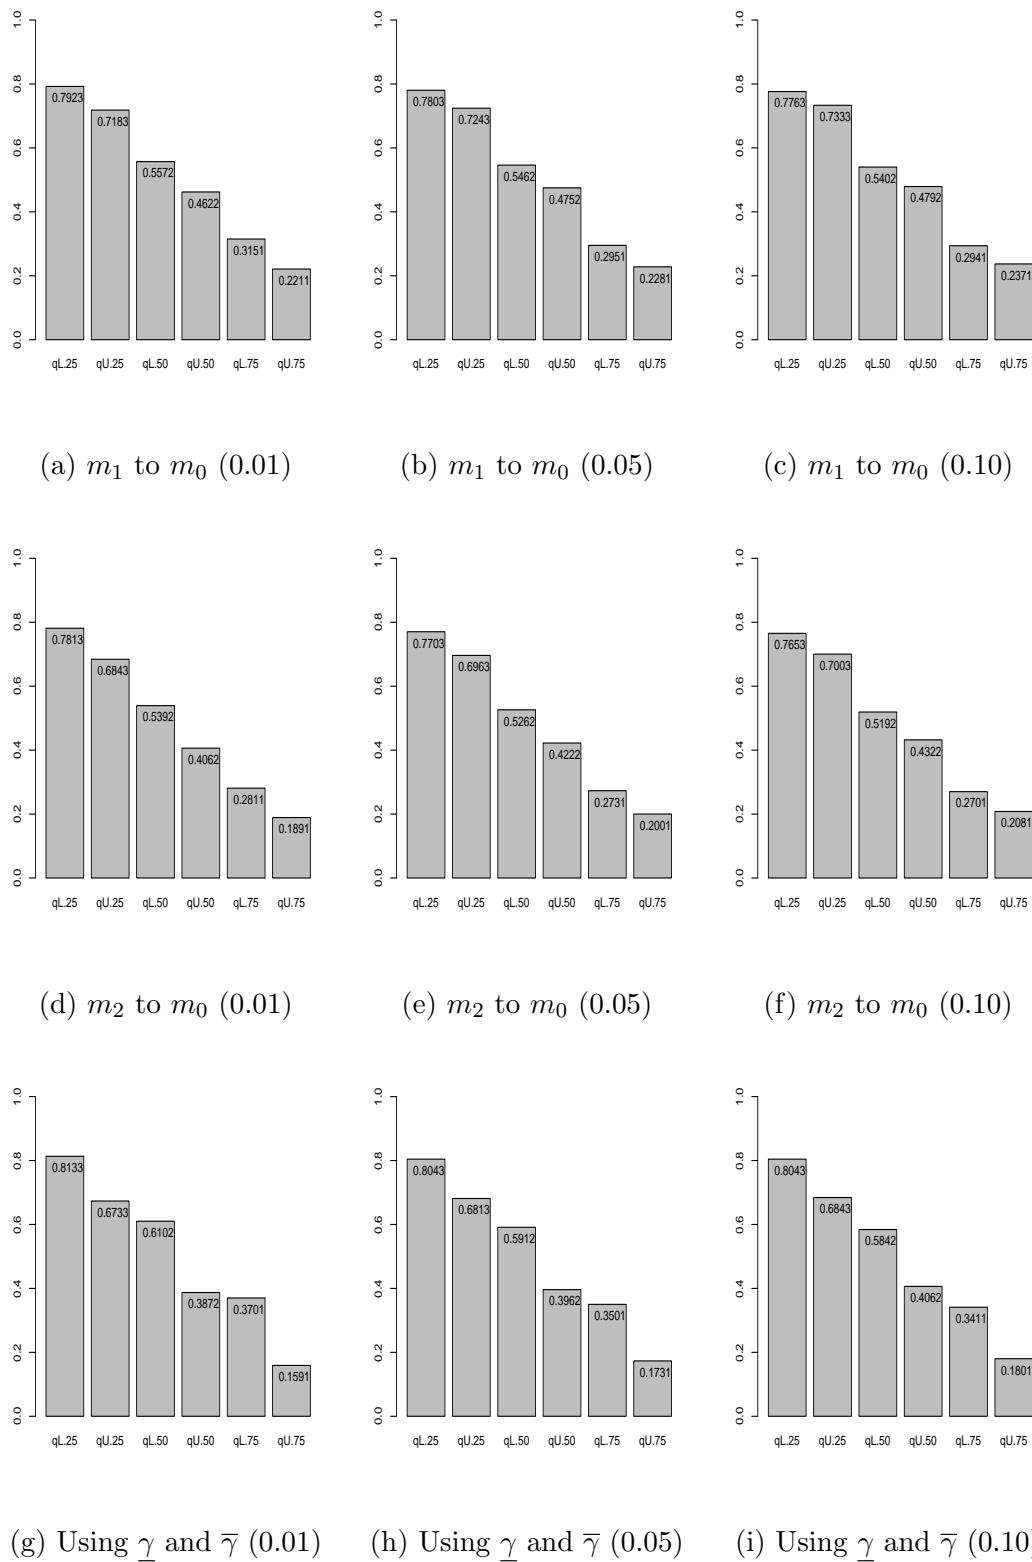 0.0 0.2 0.4 0.6 0.8 1.0
0.7923 0.7183 0.5572 0.4622 0.3151 0.2211
qL.25 qU.25 qL.50 qU.50 qL.75 qU.75
(a) m₁ to m₀ (0.01)
0.0 0.2 0.4 0.6 0.8 1.0
0.7803 0.7243 0.5462 0.4752 0.2951 0.2281
qL.25 qU.25 qL.50 qU.50 qL.75 qU.75
(b) m₁ to m₀ (0.05)
0.0 0.2 0.4 0.6 0.8 1.0
0.7763 0.7333 0.5402 0.4792 0.2941 0.2371
qL.25 qU.25 qL.50 qU.50 qL.75 qU.75
(c) m₁ to m₀ (0.10)
0.0 0.2 0.4 0.6 0.8 1.0
0.7813 0.6843 0.5392 0.4062 0.2811 0.1891
qL.25 qU.25 qL.50 qU.50 qL.75 qU.75
(d) m₂ to m₀ (0.01)
0.0 0.2 0.4 0.6 0.8 1.0
0.7703 0.6963 0.5262 0.4222 0.2731 0.2001
qL.25 qU.25 qL.50 qU.50 qL.75 qU.75
(e) m₂ to m₀ (0.05)
0.0 0.2 0.4 0.6 0.8 1.0
0.7653 0.7003 0.5192 0.4322 0.2701 0.2081
qL.25 qU.25 qL.50 qU.50 qL.75 qU.75
(f) m₂ to m₀ (0.10)
0.0 0.2 0.4 0.6 0.8 1.0
0.8133 0.6733 0.6102 0.3872 0.3701 0.1591
qL.25 qU.25 qL.50 qU.50 qL.75 qU.75
(g) Using γ̲ and γ̅ (0.01)
0.0 0.2 0.4 0.6 0.8 1.0
0.8043 0.6813 0.5912 0.3962 0.3501 0.1731
qL.25 qU.25 qL.50 qU.50 qL.75 qU.75
(h) Using γ̲ and γ̅ (0.05)
0.0 0.2 0.4 0.6 0.8 1.0
0.8043 0.6843 0.5842 0.4062 0.3411 0.1801
qL.25 qU.25 qL.50 qU.50 qL.75 qU.75
(i) Using γ̲ and γ̅ (0.10)